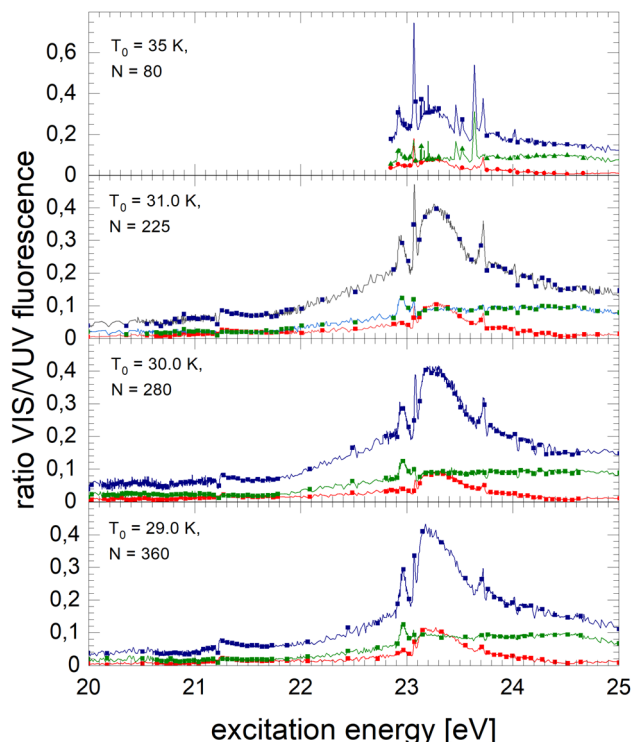 0,6
T0 = 35 K,
N = 80
0,4
0,2
0
T0 = 31.0 K,
N = 225
0,4
0,3
0,2
0,1
0
T0 = 30.0 K,
N = 280
0,4
0,3
0,2
0,1
0
T0 = 29.0 K,
N = 360
0,4
0,3
0,2
0,1
0
20 21 22 23 24 25
excitation energy [eV]
ratio VIS/VUV fluorescence